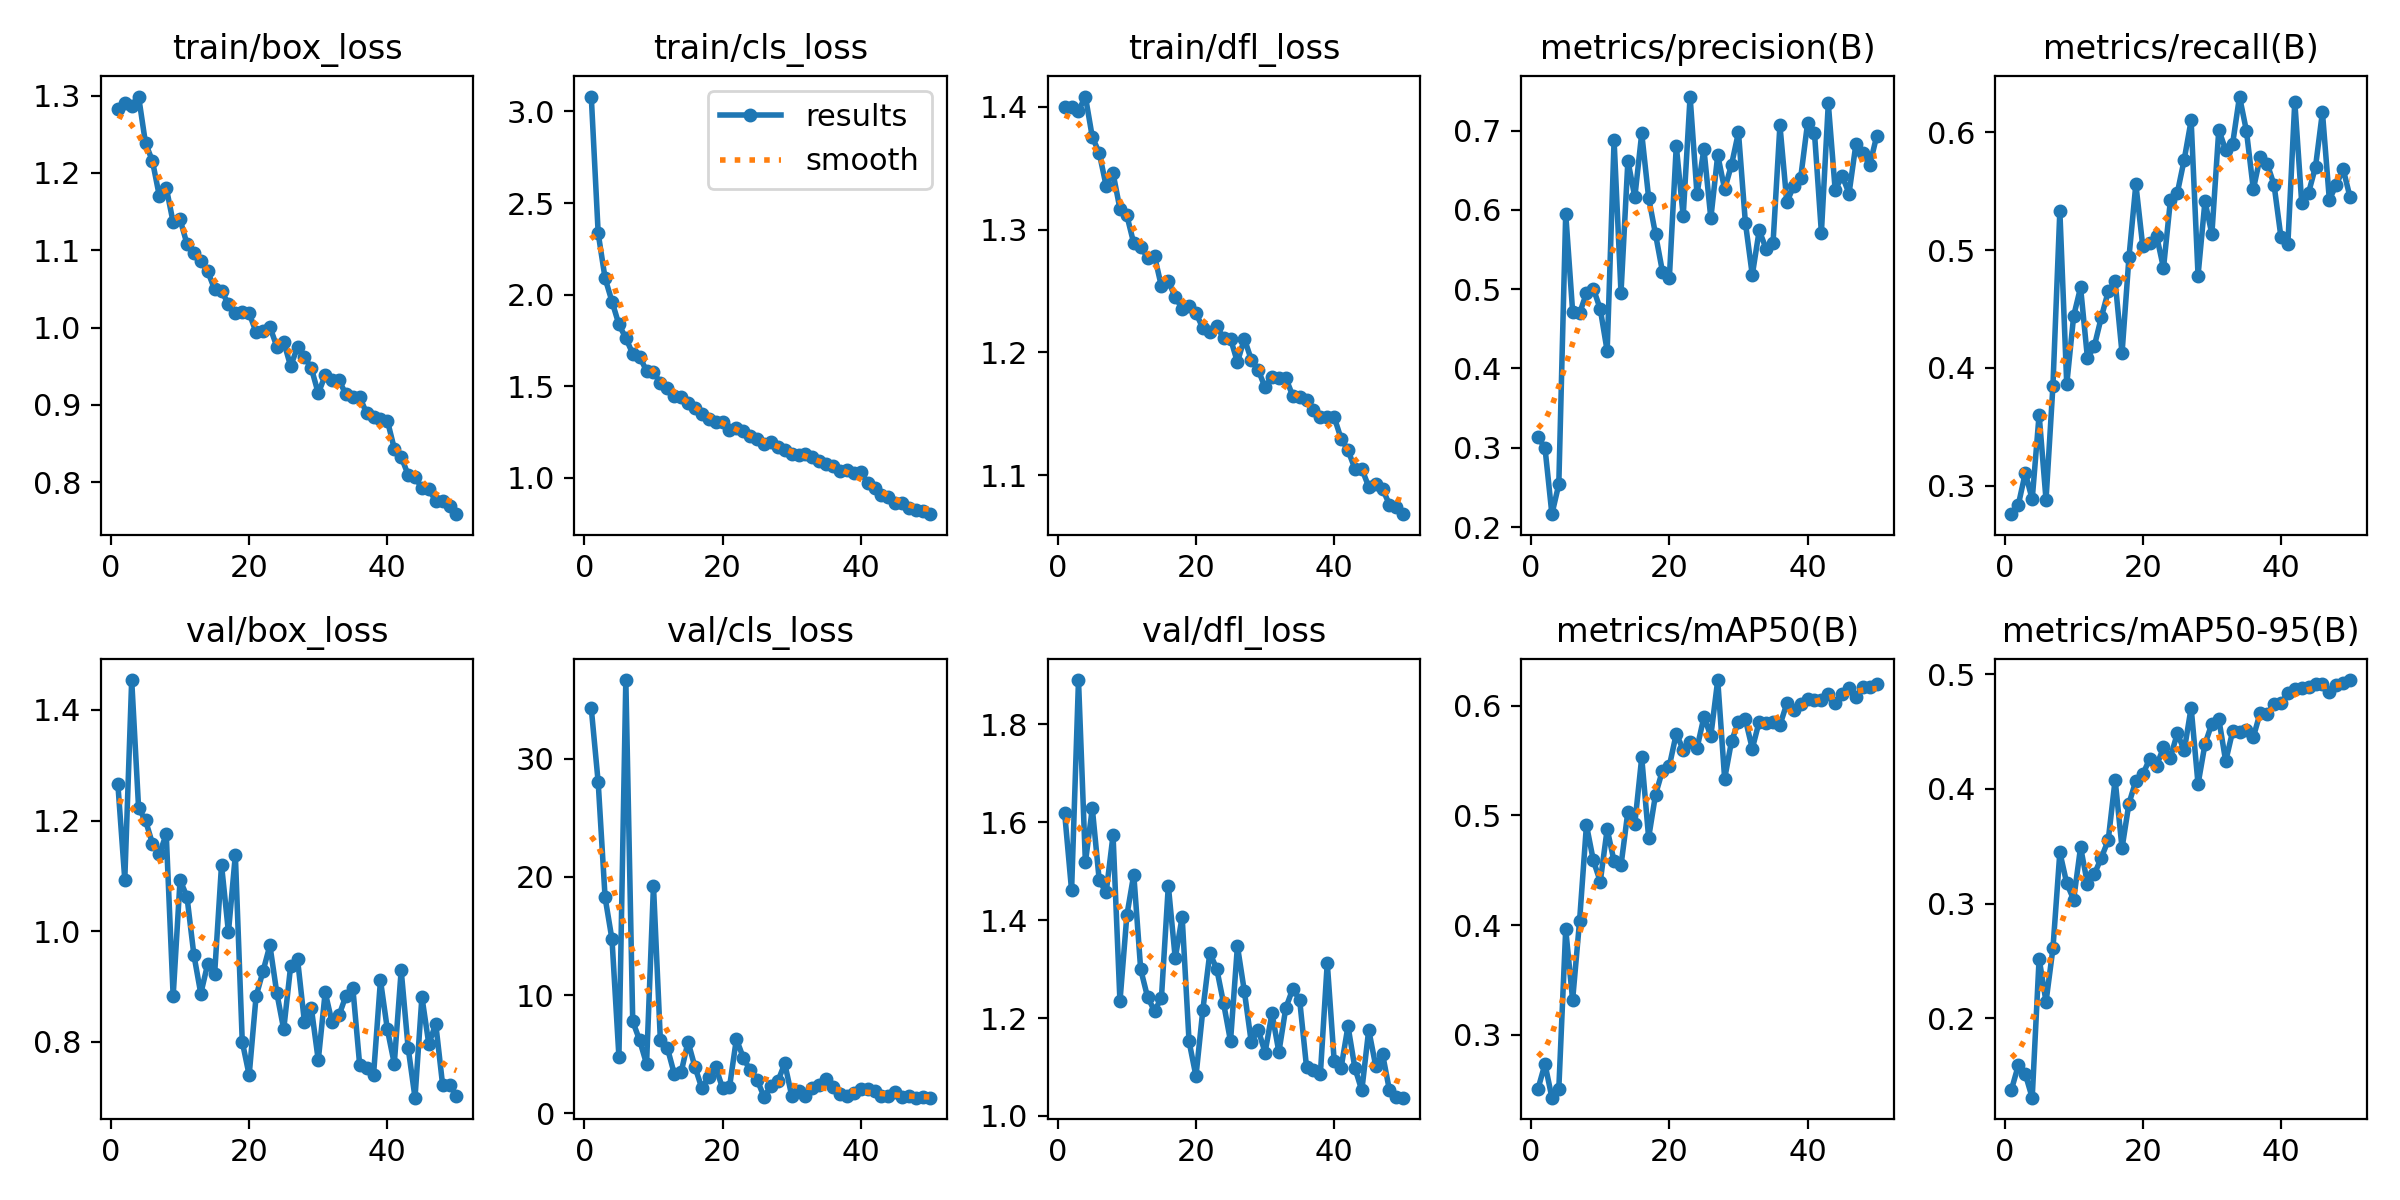 train/box_loss
1.3
1.2
1.1
1.0
0.9
0.8
0 20 40
train/cls_loss
results
smooth
3.0
2.5
2.0
1.5
1.0
0 20 40
train/dfl_loss
1.4
1.3
1.2
1.1
0 20 40
metrics/precision(B)
0.7
0.6
0.5
0.4
0.3
0.2
0 20 40
metrics/recall(B)
0.6
0.5
0.4
0.3
0 20 40
val/box_loss
1.4
1.2
1.0
0.8
0 20 40
val/cls_loss
30
20
10
0
0 20 40
val/dfl_loss
1.8
1.6
1.4
1.2
1.0
0 20 40
metrics/mAP50(B)
0.6
0.5
0.4
0.3
0 20 40
metrics/mAP50-95(B)
0.5
0.4
0.3
0.2
0 20 40